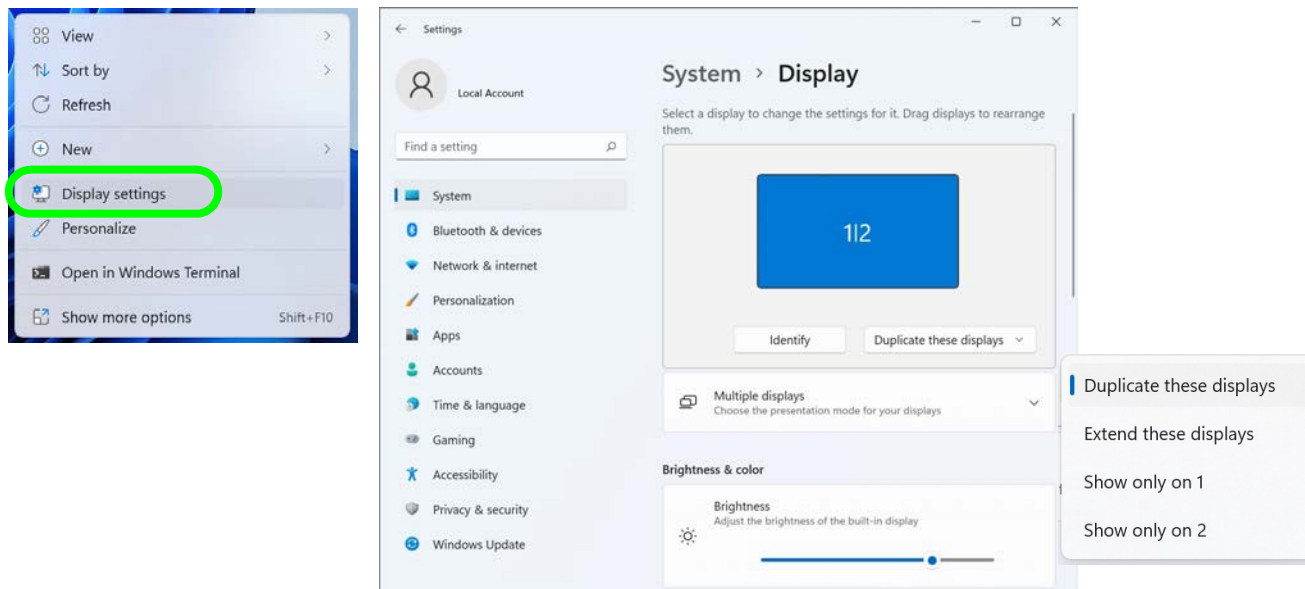 View
Sort by
Refresh
New
Display settings
Personalize
Open in Windows Terminal
Show more options Shift+F10
Settings
Local Account
Find a setting
System
Bluetooth & devices
Network & internet
Personalization
Apps
Accounts
Time & language
Gaming
Accessibility
Privacy & security
Windows Update
System > Display
Select a display to change the settings for it. Drag displays to rearrange
them.
1|2
Identify
Duplicate these displays
Multiple displays
Choose the presentation mode for your displays
Brightness & color
Brightness
Adjust the brightness of the built-in display
Duplicate these displays
Extend these displays
Show only on 1
Show only on 2